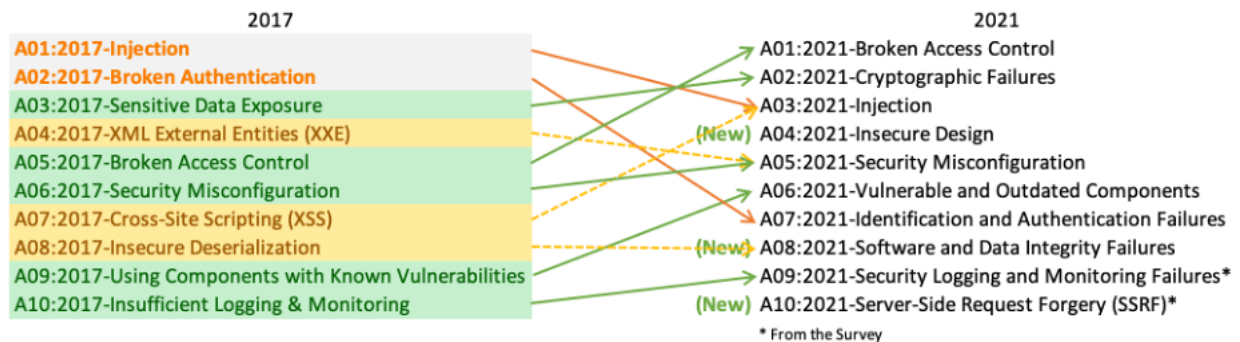 2017
A01:2017-Injection
A02:2017-Broken Authentication
A03:2017-Sensitive Data Exposure
A04:2017-XML External Entities (XXE)
A05:2017-Broken Access Control
A06:2017-Security Misconfiguration
A07:2017-Cross-Site Scripting (XSS)
A08:2017-Insecure Deserialization
A09:2017-Using Components with Known Vulnerabilities
A10:2017-Insufficient Logging & Monitoring
2021
A01:2021-Broken Access Control
A02:2021-Cryptographic Failures
A03:2021-Injection
(New) A04:2021-Insecure Design
A05:2021-Security Misconfiguration
A06:2021-Vulnerable and Outdated Components
A07:2021-Identification and Authentication Failures
(New) A08:2021-Software and Data Integrity Failures
A09:2021-Security Logging and Monitoring Failures*
(New) A10:2021-Server-Side Request Forgery (SSRF)*
* From the Survey